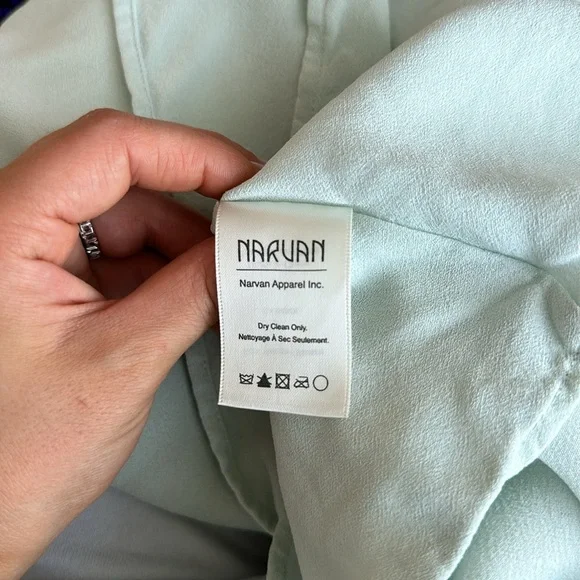 NARVAN
Narvan Apparel Inc.
Dry Clean Only.
Nettoyage À Sec Seulement.